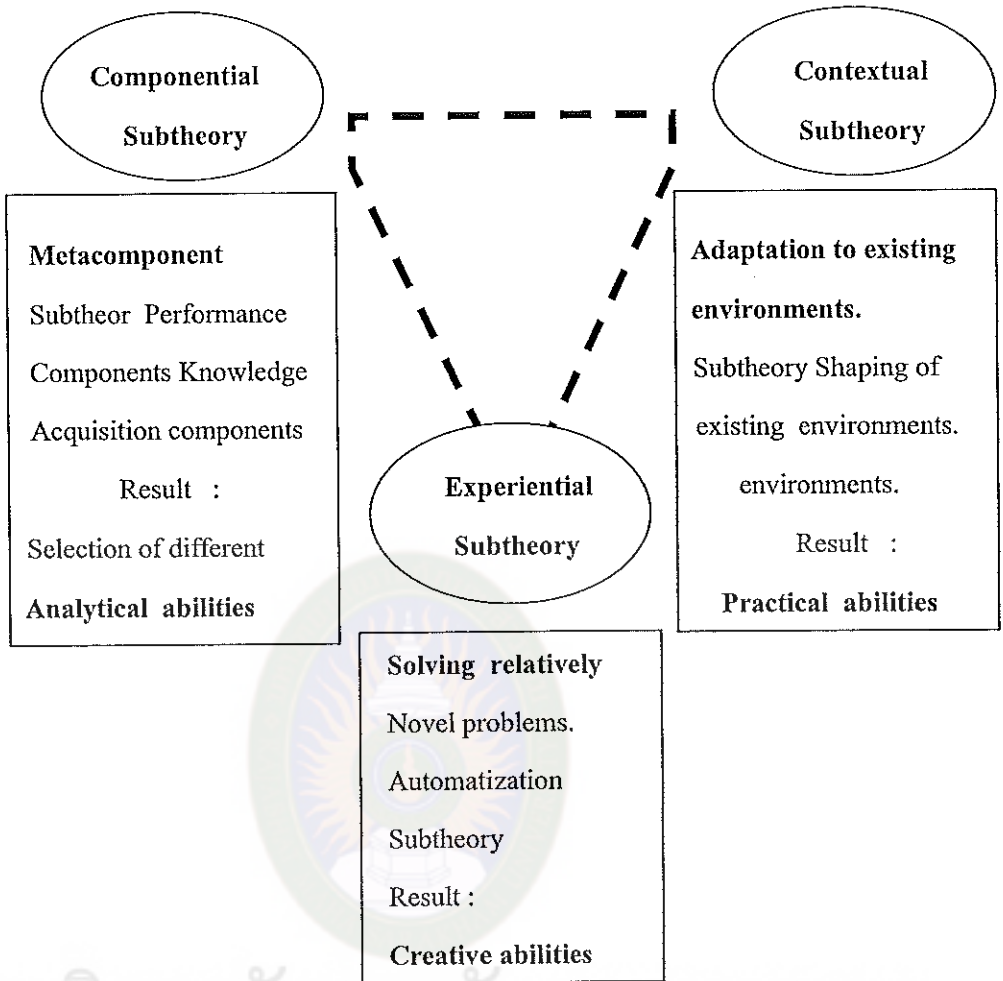 Componential
Subtheory
Contextual
Subtheory
Metacomponent
Subtheor Performance
Components Knowledge
Acquisition components
Result :
Selection of different
Analytical abilities
Adaptation to existing
environments.
Subtheory Shaping of
existing environments.
environments.
Result :
Practical abilities
Experiential
Subtheory
Solving relatively
Novel problems.
Automatization
Subtheory
Result :
Creative abilities